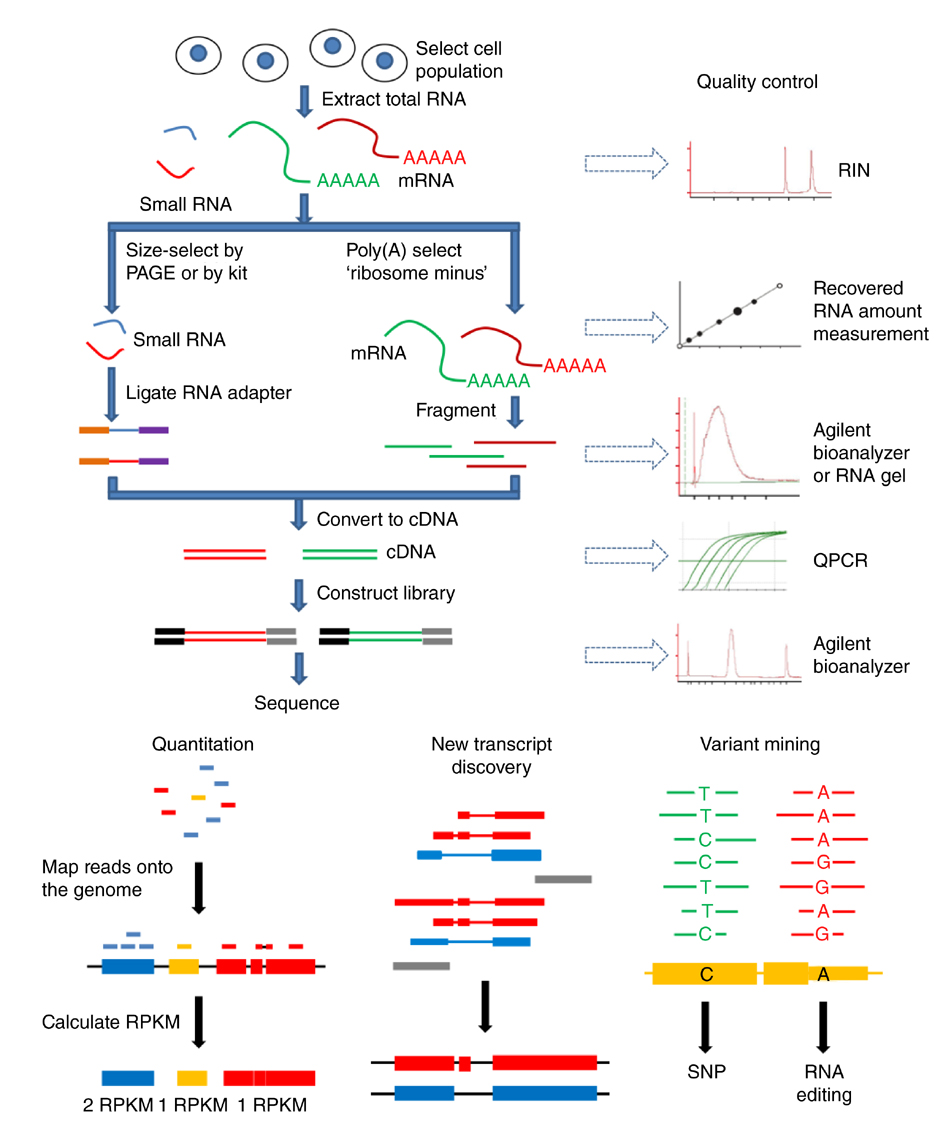 Select cell
population
Extract total RNA
Quality control
AAAAA
AAAAA
mRNA
Small RNA
RIN
Size-select by
PAGE or by kit
Poly(A) select
‘ribosome minus’
Small RNA
mRNA
AAAAA
AAAAA
Recovered
RNA amount
measurement
Ligate RNA adapter
Fragment
Agilent
bioanalyzer
or RNA gel
Convert to cDNA
cDNA
QPCR
Construct library
Agilent
bioanalyzer
Sequence
Quantitation
Map reads onto
the genome
Calculate RPKM
2 RPKM 1 RPKM 1 RPKM
New transcript
discovery
Variant mining
T A
T A
C A
C G
T G
T A
C G
C A
SNP
RNA
editing